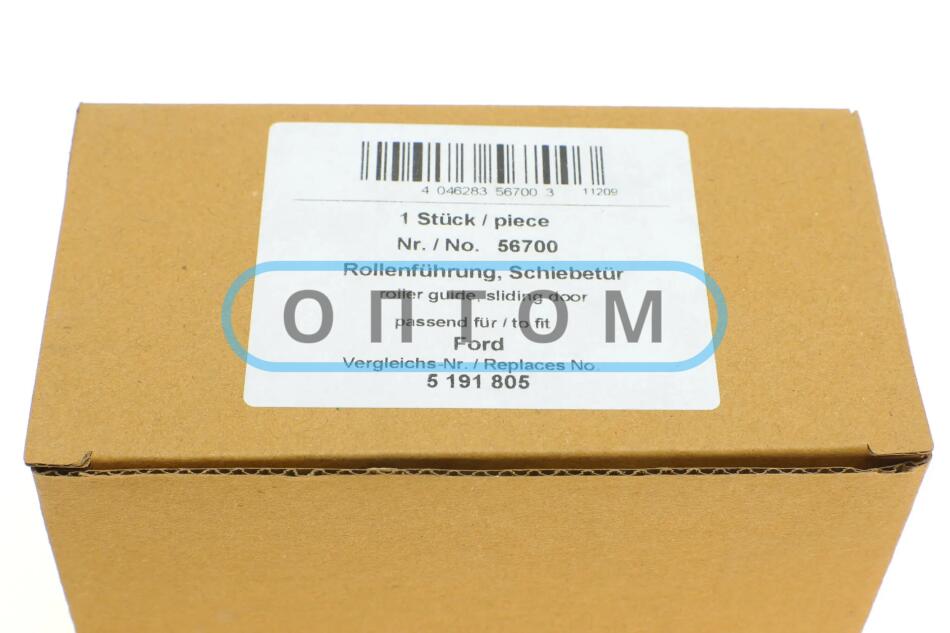 4 046283 56700 3 11209
1 Stück / piece
Nr. / No. 56700
Rollenführung, Schiebetür
roller guide, sliding door
ОПТОМ
passend für / to fit
Ford
Vergleichs-Nr. / Replaces No.
5 191 805